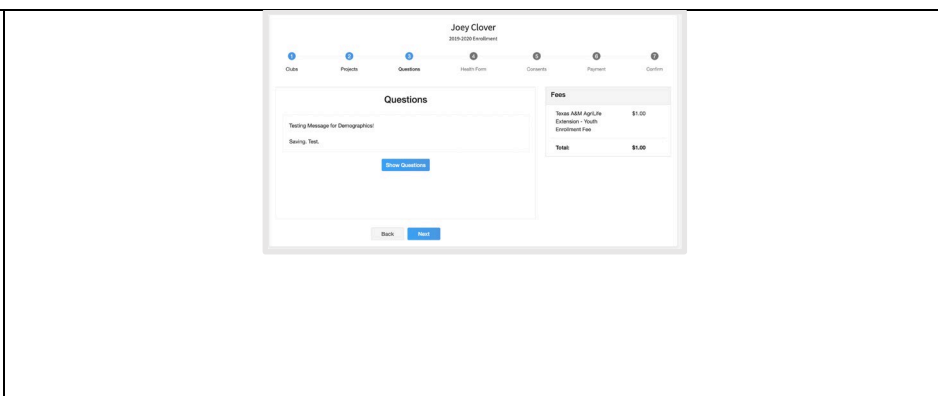 Joey Clover
2019-2020 Enrollment
1 2 3 4 5 6 7
Clubs Projects Questions Health Form Consents Payment Confirm
Questions
Testing Message for Demographics!
Saving. Test.
Show Questions
Back Next
Fees
Texas A&M AgriLife $1.00
Extension - Youth
Enrollment Fee
Total: $1.00